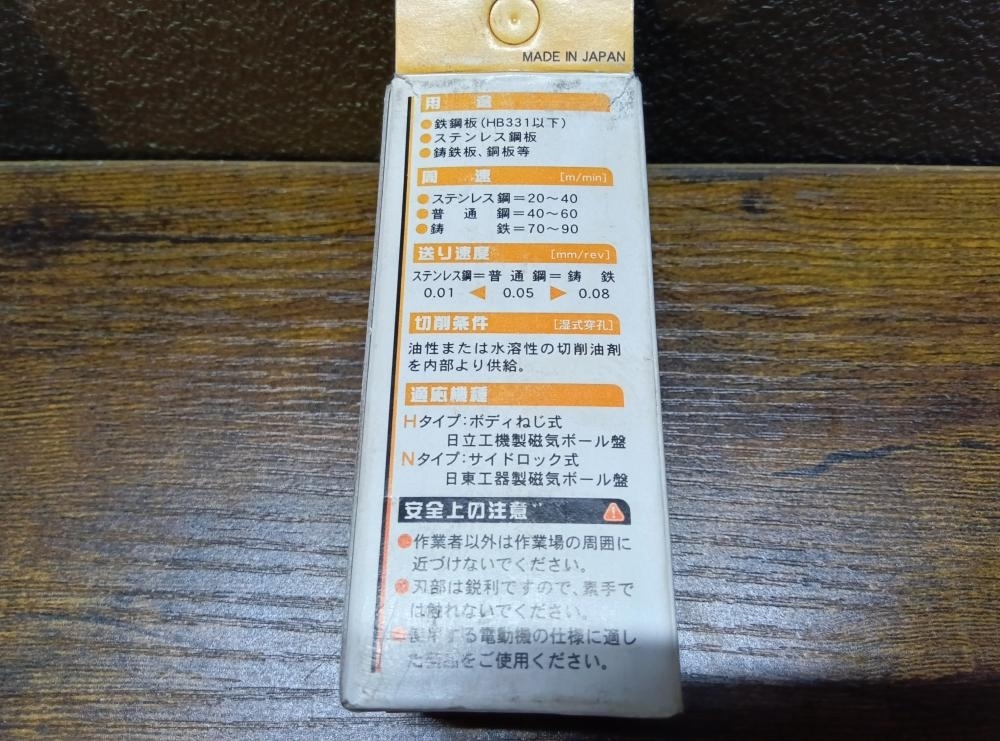 MADE IN JAPAN
用途
●鉄鋼板(HB331以下)
●ステンレス鋼板
●鋳鉄板、鋼板等
周速 [m/min]
●ステンレス鋼=20〜40
●普通鋼=40〜60
●鋳鉄=70〜90
送り速度 [mm/rev]
ステンレス鋼=普通鋼=鋳鉄
0.01 ◀ 0.05 ▶ 0.08
切削条件 [湿式穿孔]
油性または水溶性の切削油剤
を内部より供給。
適応機種
Hタイプ:ボディねじ式
日立工機製磁気ボール盤
Nタイプ:サイドロック式
日東工器製磁気ボール盤
安全上の注意
●作業者以外は作業場の周囲に
近づけないでください。
●刃部は鋭利ですので、素手で
は触れないでください。
●使用する電動機の仕様に適し
た製品をご使用ください。